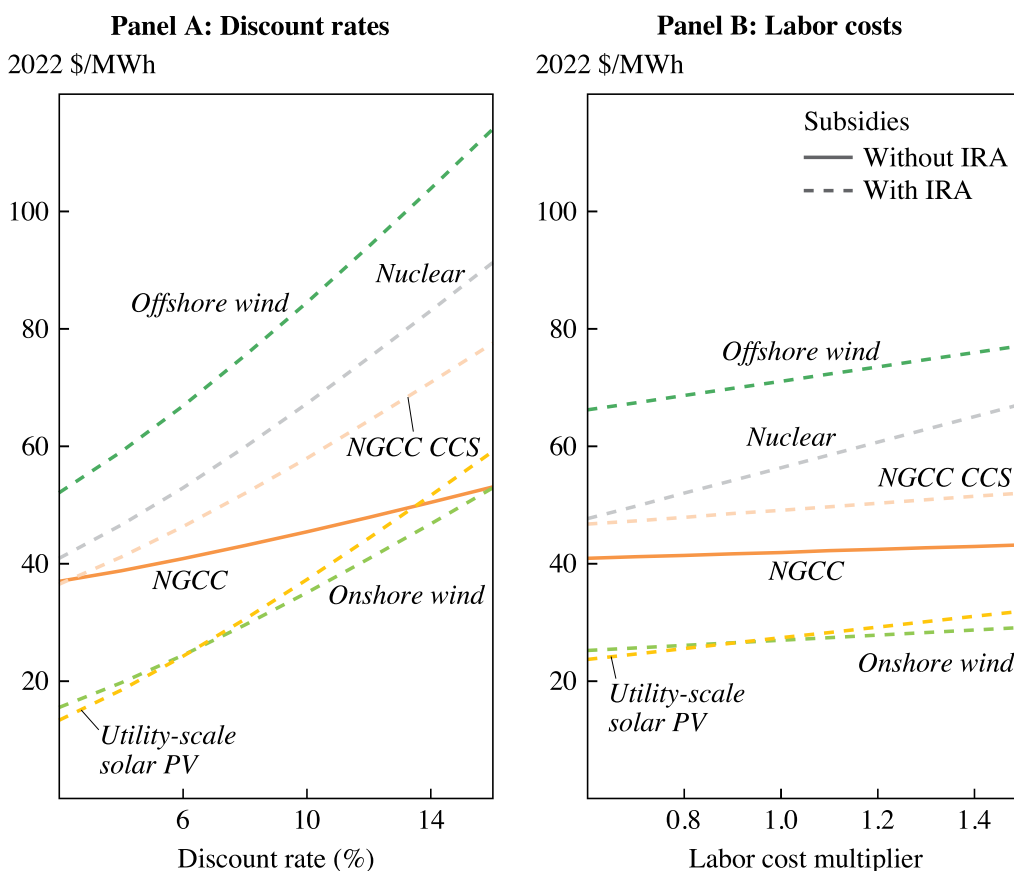 Panel A: Discount rates
2022 $/MWh
100
80
60
40
20
Offshore wind
Nuclear
NGCC CCS
NGCC
Onshore wind
Utility-scale
solar PV
6
10
14
Discount rate (%)
Panel B: Labor costs
2022 $/MWh
Subsidies
Without IRA
With IRA
100
80
60
40
20
Offshore wind
Nuclear
NGCC CCS
NGCC
Onshore wind
Utility-scale
solar PV
0.8
1.0
1.2
1.4
Labor cost multiplier